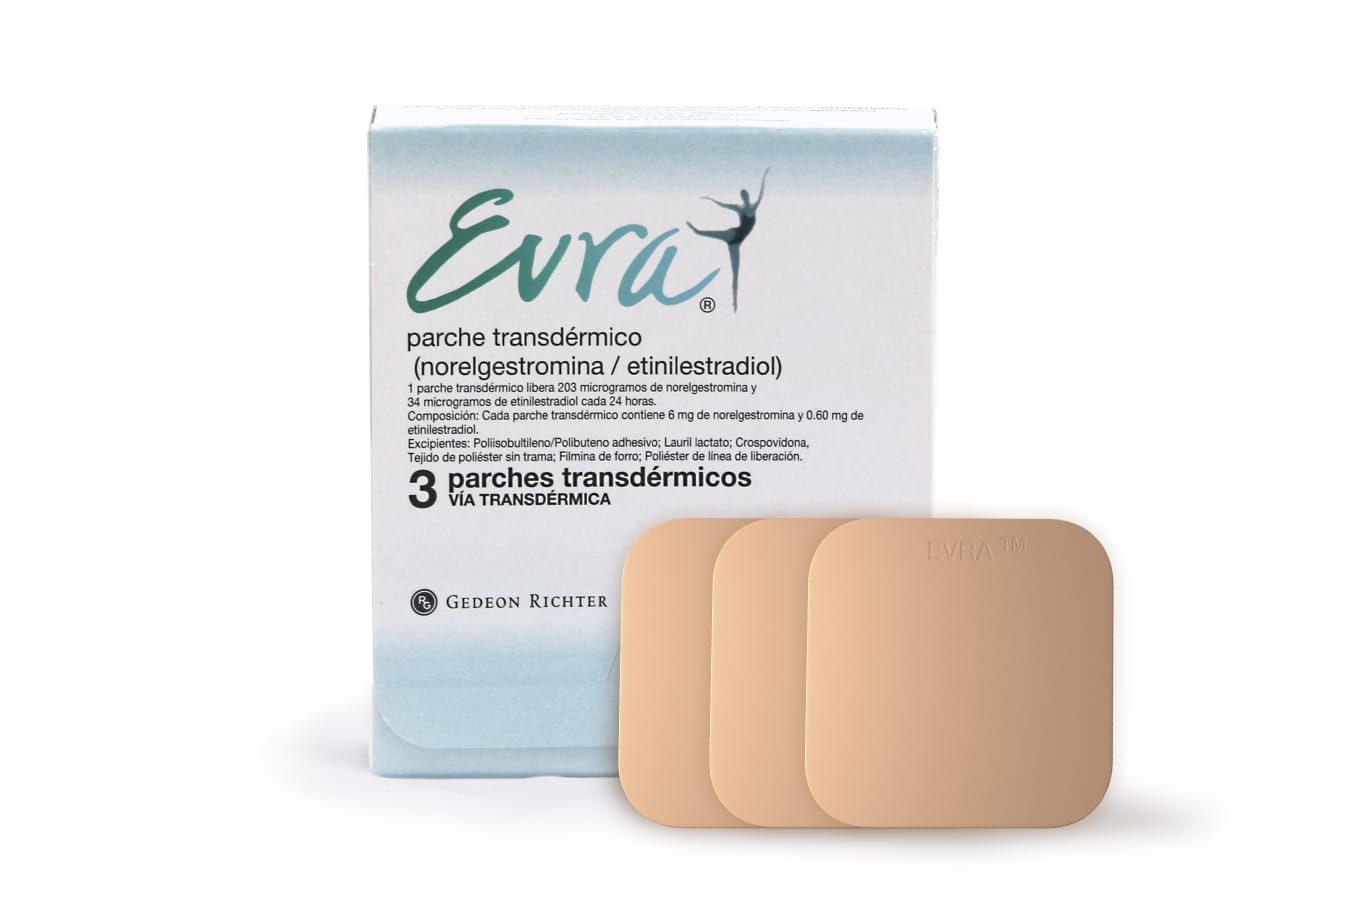 Evra®
parche transdérmico
(norelgestromina / etinilestradiol)
1 parche transdérmico libera 203 microgramos de norelgestromina y
34 microgramos de etinilestradiol cada 24 horas.
Composición: Cada parche transdérmico contiene 6 mg de norelgestromina y 0.60 mg de
etinilestradiol.
Excipientes: Poliisobultileno/Polibuteno adhesivo; Lauril lactato; Crospovidona,
Tejido de poliéster sin trama; Filmina de forro; Poliéster de línea de liberación.
3 parches transdérmicos
VÍA TRANSDÉRMICA
EVRA™
RG GEDEON RICHTER